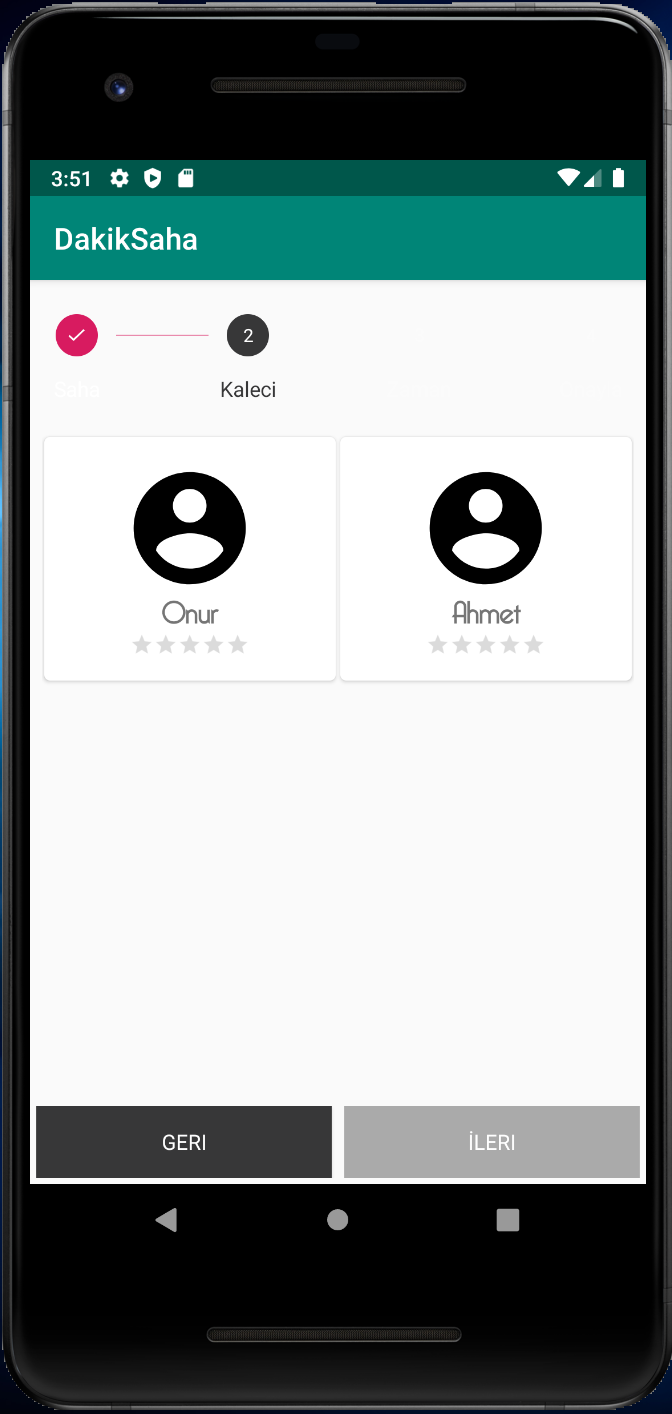 3:51
DakikSaha
2
Saha
Kaleci
Onur
Ahmet
GERI
İLERI